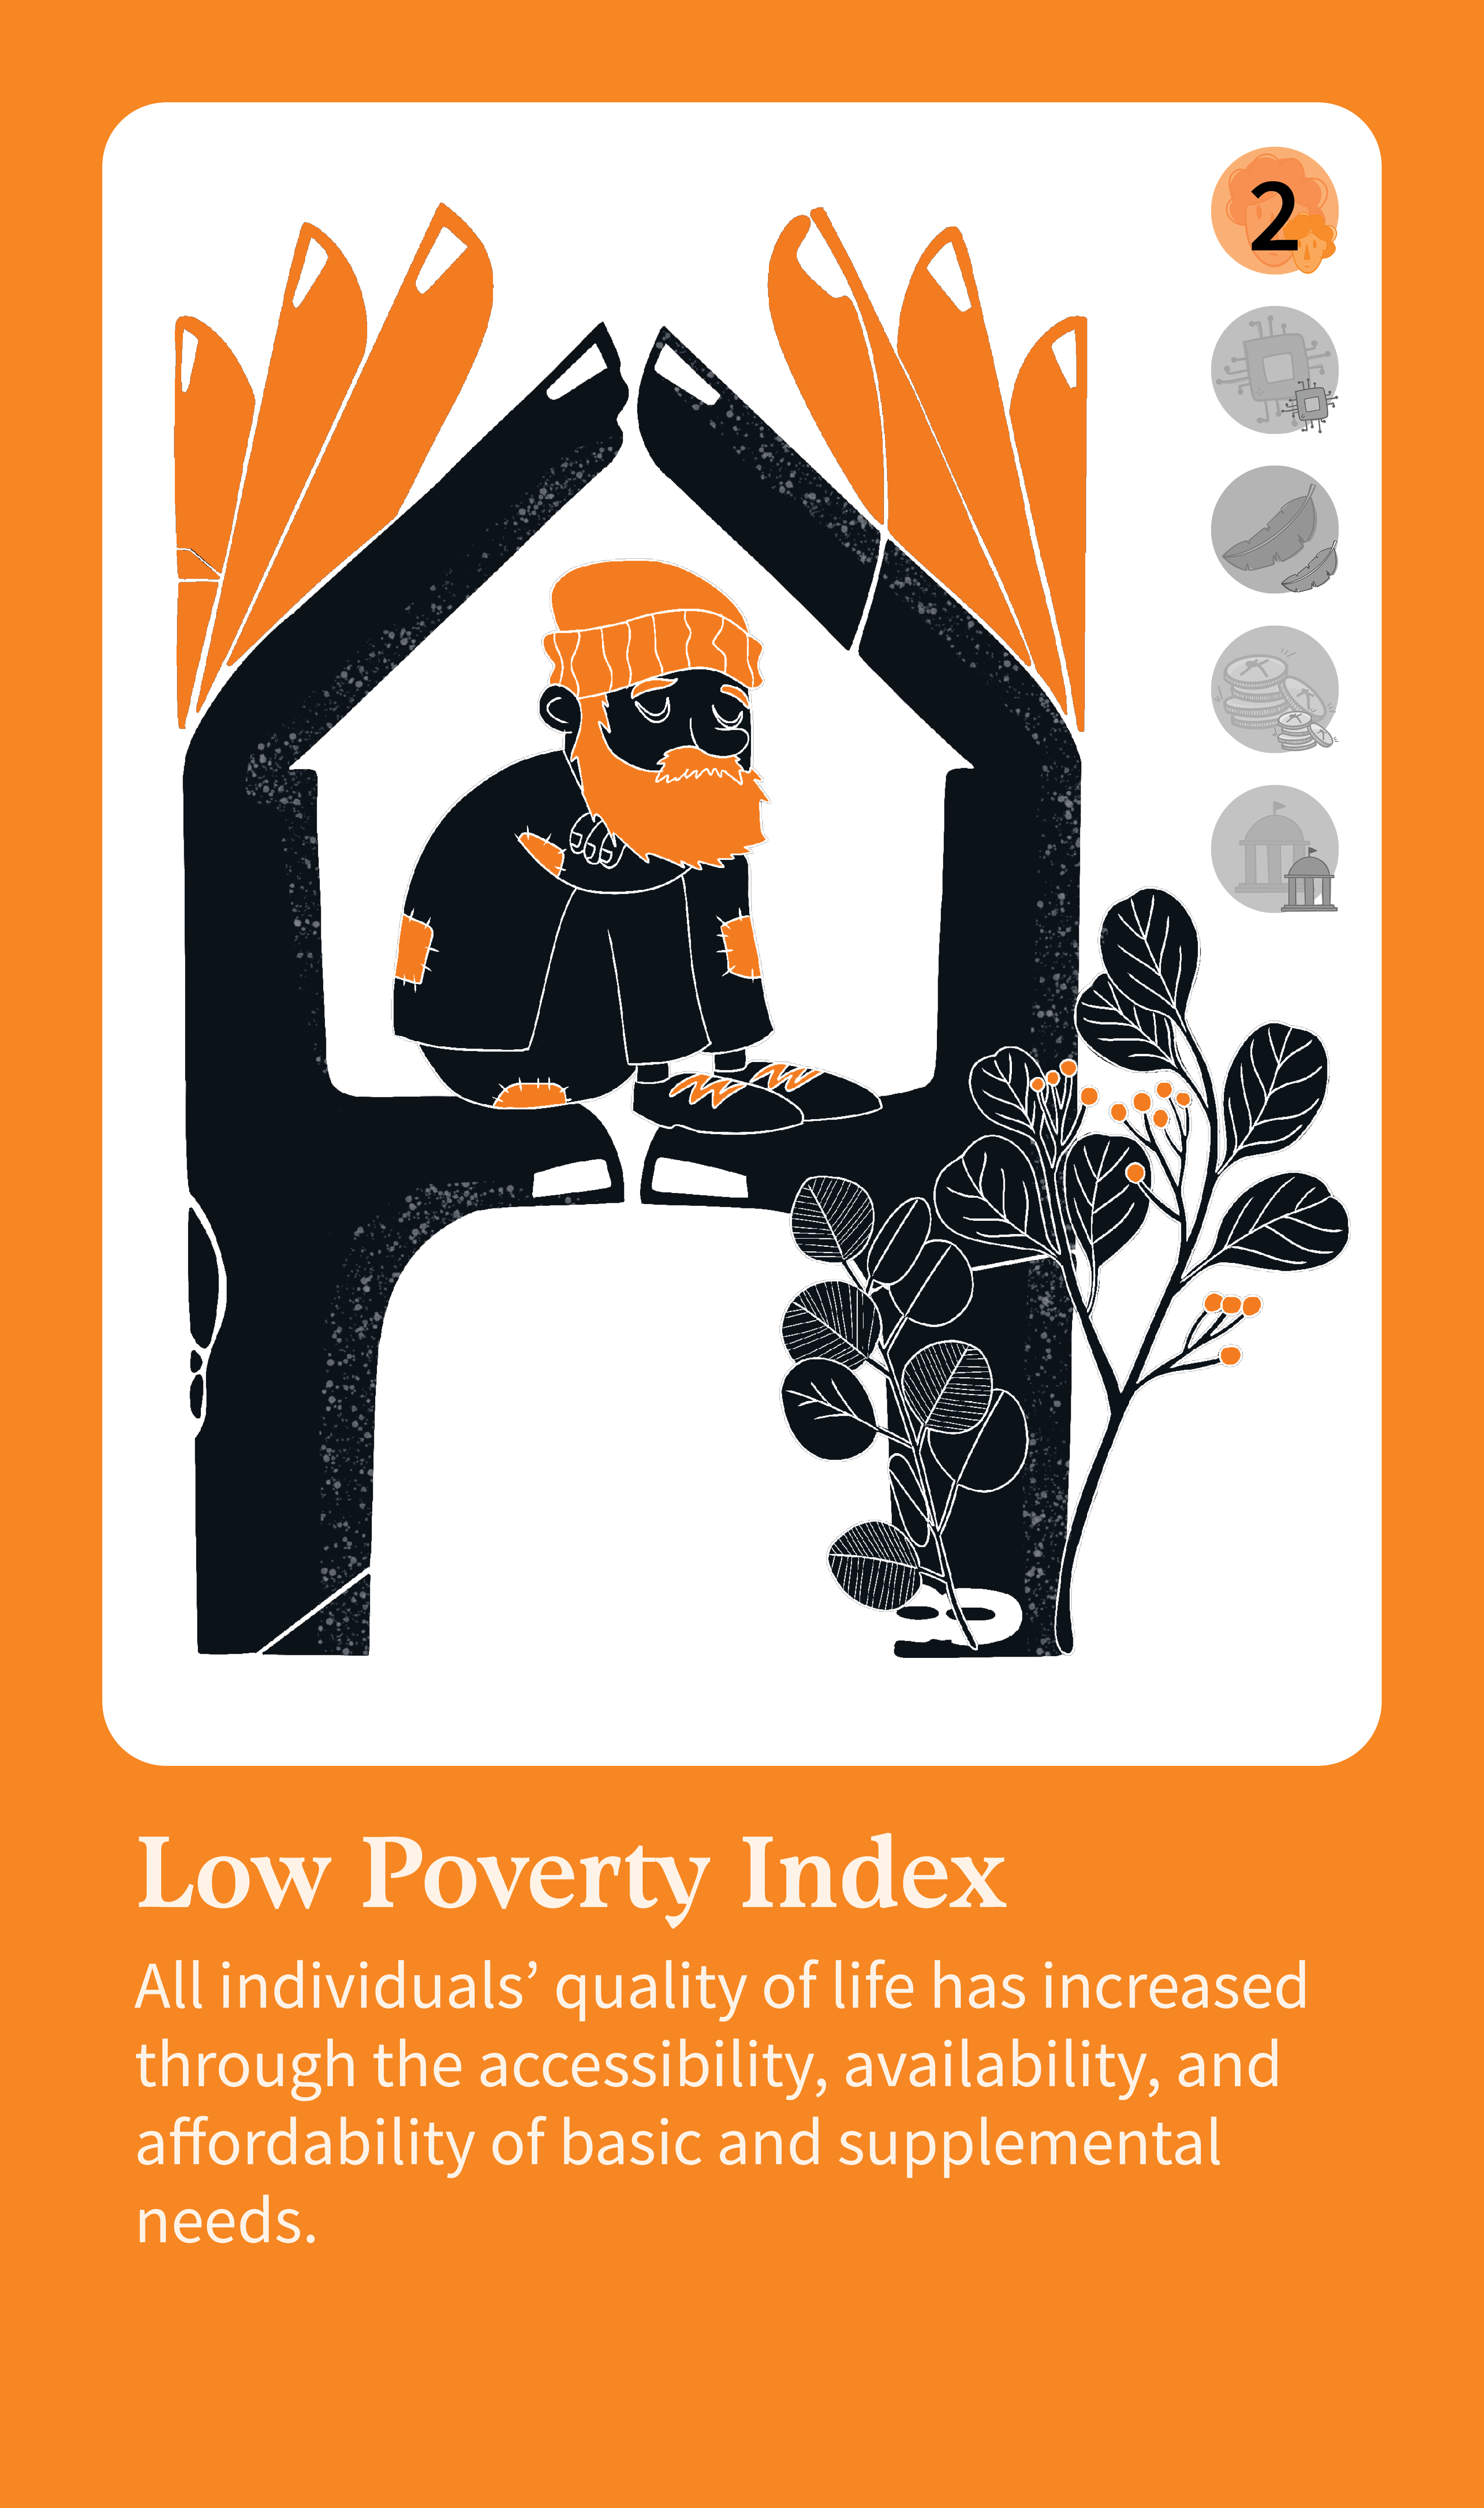 2
Low Poverty Index
All individuals’ quality of life has increased
through the accessibility, availability, and
affordability of basic and supplemental
needs.